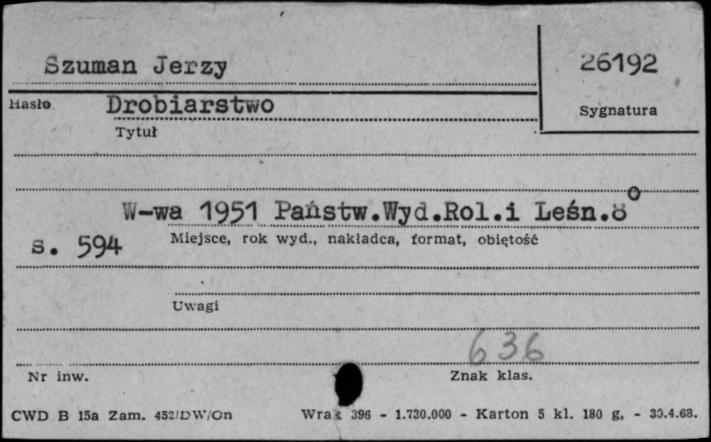 Szuman Jerzy
26192
Hasło
Drobiarstwo
Sygnatura
Tytuł
W-wa 1951 Państw.Wyd.Rol.i Leśn.8°
s. 594
Miejsce, rok wyd., nakładca, format, obiętość
Uwagi
636
Nr inw.
Znak klas.
CWD B 15a Zam. 452/DW/On
396 - 1.730.000 - Karton 5 kl. 180 g, - 30.4.68.